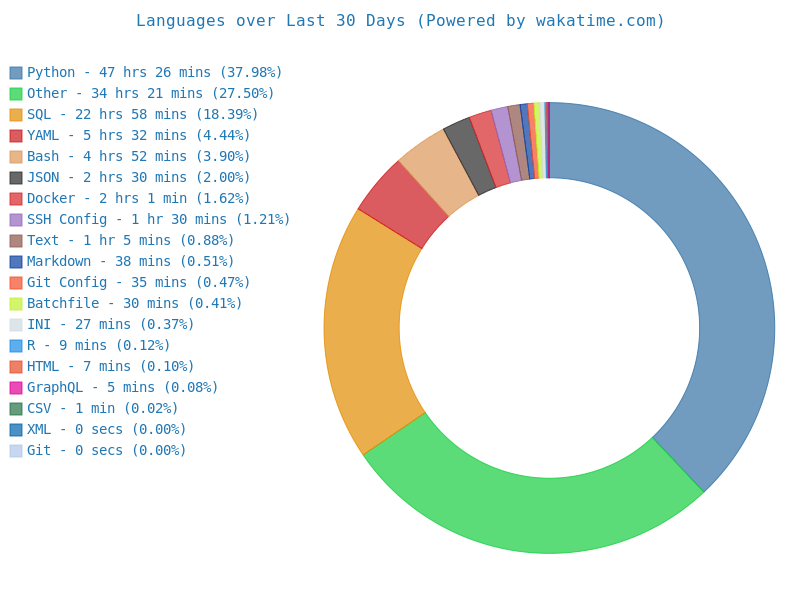 Languages over Last 30 Days (Powered by wakatime.com)
Python - 47 hrs 26 mins (37.98%)
Other - 34 hrs 21 mins (27.50%)
SQL - 22 hrs 58 mins (18.39%)
YAML - 5 hrs 32 mins (4.44%)
Bash - 4 hrs 52 mins (3.90%)
JSON - 2 hrs 30 mins (2.00%)
Docker - 2 hrs 1 min (1.62%)
SSH Config - 1 hr 30 mins (1.21%)
Text - 1 hr 5 mins (0.88%)
Markdown - 38 mins (0.51%)
Git Config - 35 mins (0.47%)
Batchfile - 30 mins (0.41%)
INI - 27 mins (0.37%)
R - 9 mins (0.12%)
HTML - 7 mins (0.10%)
GraphQL - 5 mins (0.08%)
CSV - 1 min (0.02%)
XML - 0 secs (0.00%)
Git - 0 secs (0.00%)